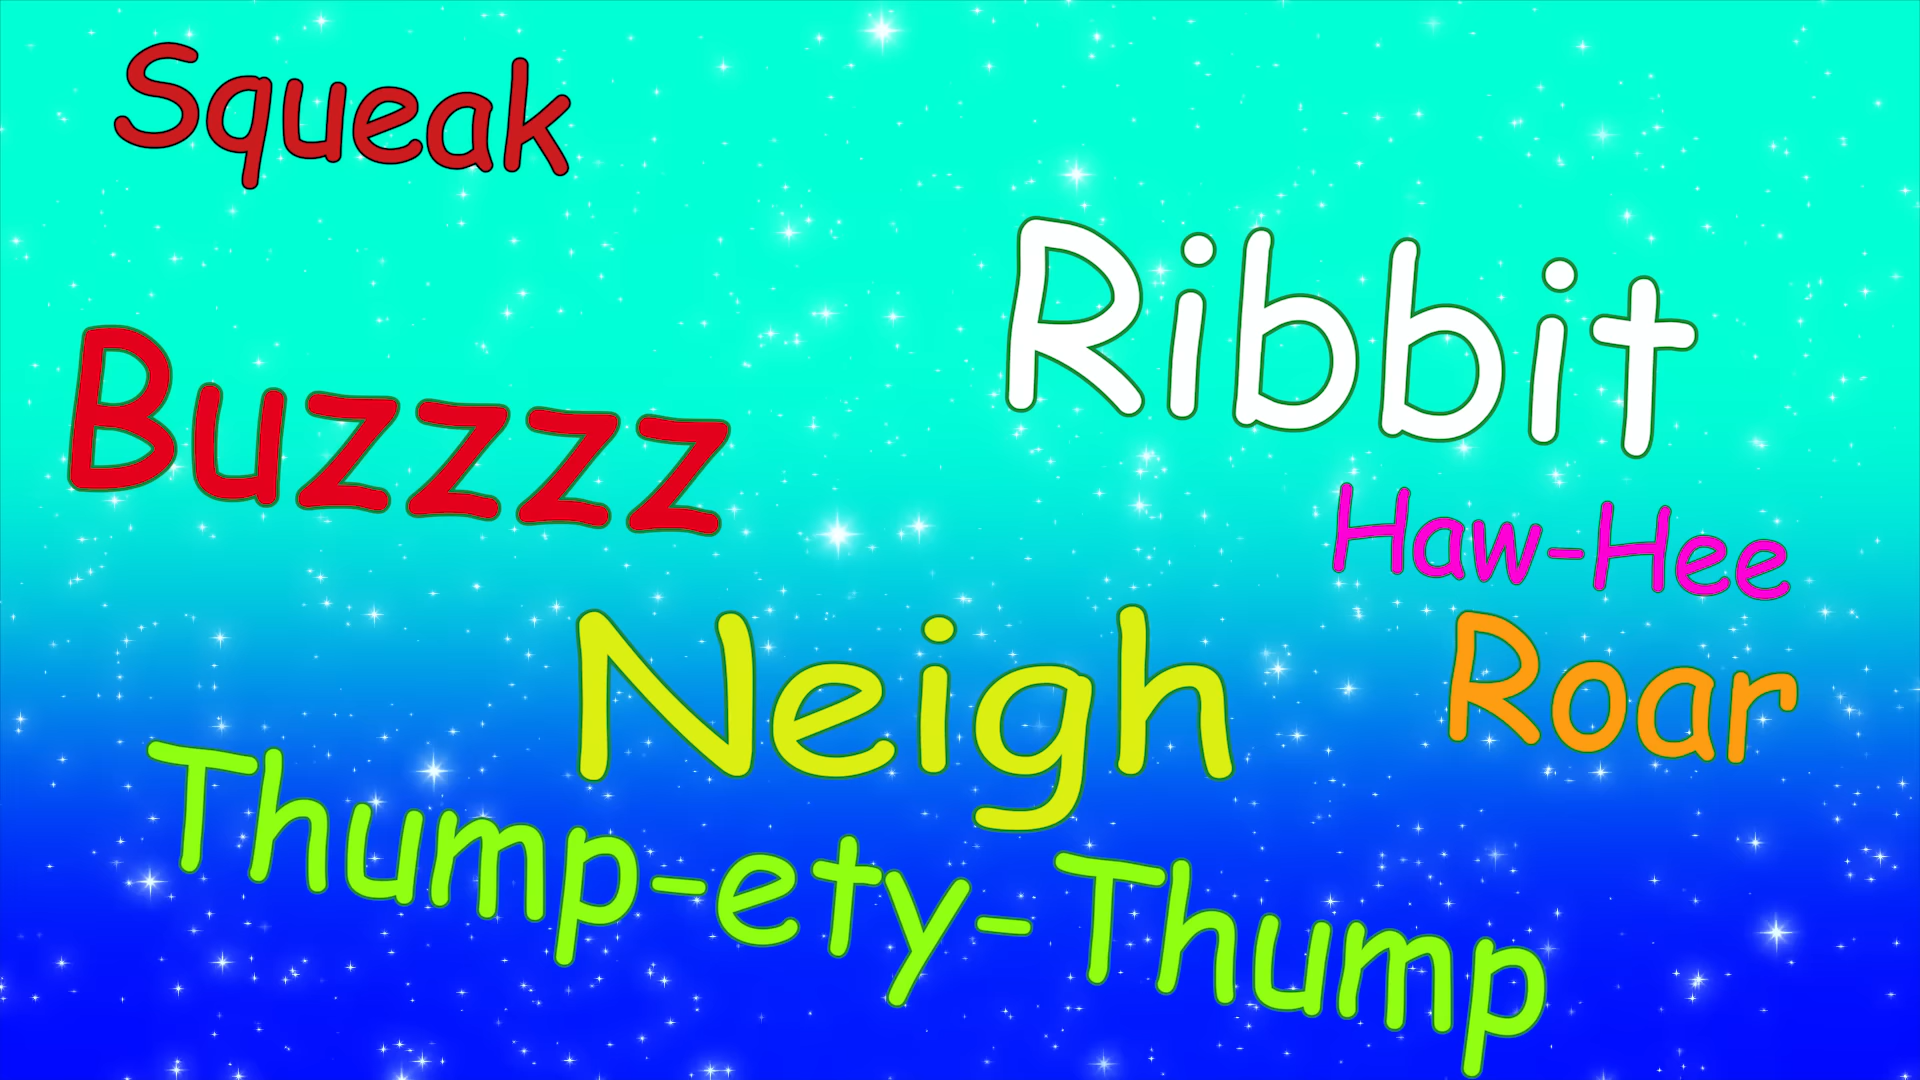 Squeak
Ribbit
Buzzzz
Haw-Hee
Neigh
Roar
Thump-ety-Thump